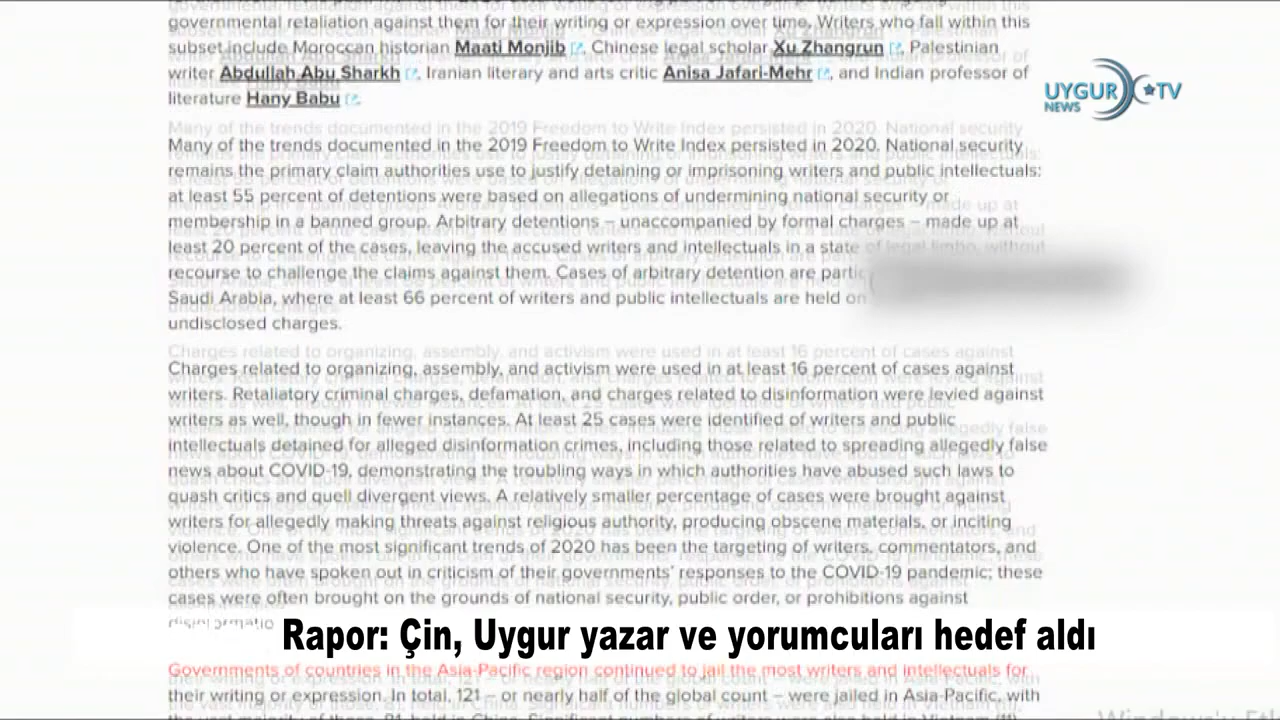 governmental retaliation against them for their writing or expression over time. Writers who fall within this
subset include Moroccan historian Maati Monjib, Chinese legal scholar Xu Zhangrun, Palestinian
writer Abdullah Abu Sharkh, Iranian literary and arts critic Anisa Jafari-Mehr, and Indian professor of
literature Hany Babu.
UYGUR TV
NEWS
Many of the trends documented in the 2019 Freedom to Write Index persisted in 2020. National security
remains the primary claim authorities use to justify detaining or imprisoning writers and public intellectuals:
at least 55 percent of detentions were based on allegations of undermining national security or
membership in a banned group. Arbitrary detentions – unaccompanied by formal charges – made up at
least 20 percent of the cases, leaving the accused writers and intellectuals in a state of legal limbo, without
recourse to challenge the claims against them. Cases of arbitrary detention are
Saudi Arabia, where at least 66 percent of writers and public intellectuals are held on
undisclosed charges.
Charges related to organizing, assembly, and activism were used in at least 16 percent of cases against
writers. Retaliatory criminal charges, defamation, and charges related to disinformation were levied against
writers as well, though in fewer instances. At least 25 cases were identified of writers and public
intellectuals detained for alleged disinformation crimes, including those related to spreading allegedly false
news about COVID-19, demonstrating the troubling ways in which authorities have abused such laws to
quash critics and quell divergent views. A relatively smaller percentage of cases were brought against
writers for allegedly making threats against religious authority, producing obscene materials, or inciting
violence. One of the most significant trends of 2020 has been the targeting of writers, commentators, and
others who have spoken out in criticism of their governments' responses to the COVID-19 pandemic; these
cases were often brought on the grounds of national security, public order, or prohibitions against
Rapor: Çin, Uygur yazar ve yorumcuları hedef aldı
Governments of countries in the Asia-Pacific region continued to jail the most writers and intellectuals for
their writing or expression. In total, 121 – or nearly half of the global count – were jailed in Asia-Pacific, with